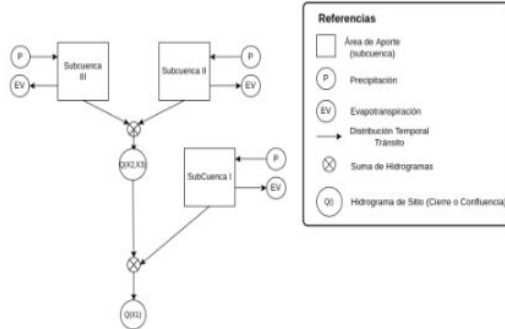 P
EV
Subcuenca
III
Subcuenca II
P
EV
Q(X2,X3)
SubCuenca I
P
EV
Q(X1)
Referencias
Área de Aporte
(subcuenca)
P
Precipitación
EV
Evapotranspiración
Distribución Temporal
Tránsito
Suma de Hidrogramas
Q()
Hidrograma de Sitio (Cierre o Confluencia)